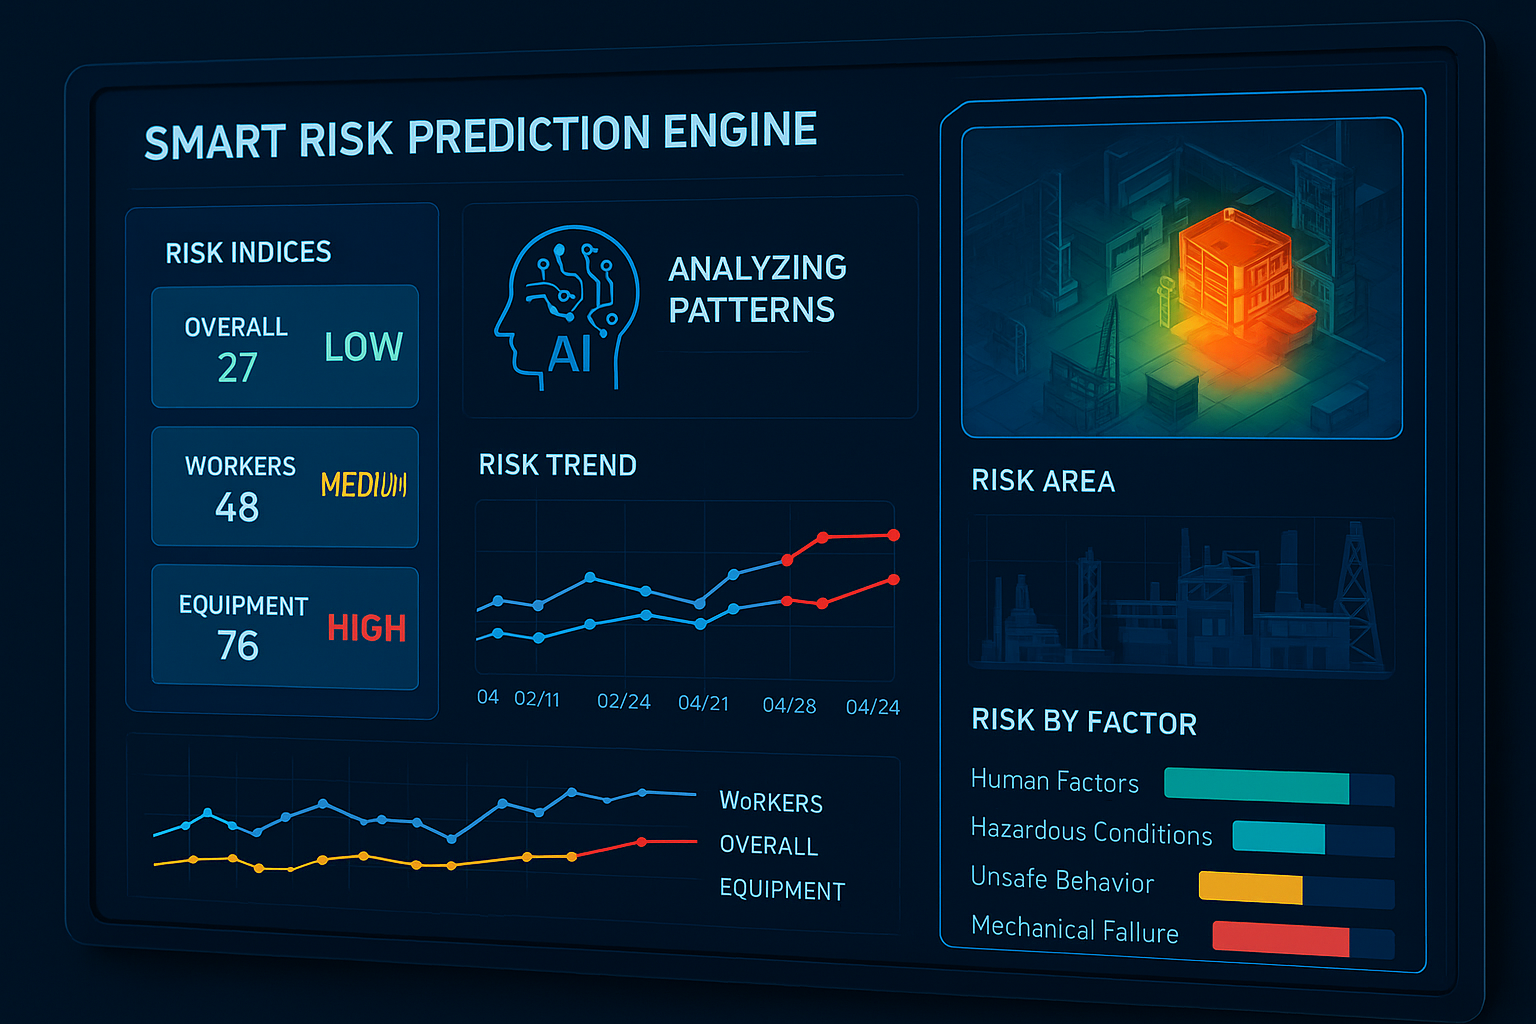 SMART RISK PREDICTION ENGINE
RISK INDICES
OVERALL
27
LOW
WORKERS
48
MEDIUM
EQUIPMENT
76
HIGH
AI
ANALYZING
PATTERNS
RISK TREND
04 02/11 02/24 04/21 04/28 04/24
WoRKERS
OVERALL
EQUIPMENT
RISK AREA
RISK BY FACTOR
Human Factors
Hazardous Conditions
Unsafe Behavior
Mechanical Fallure